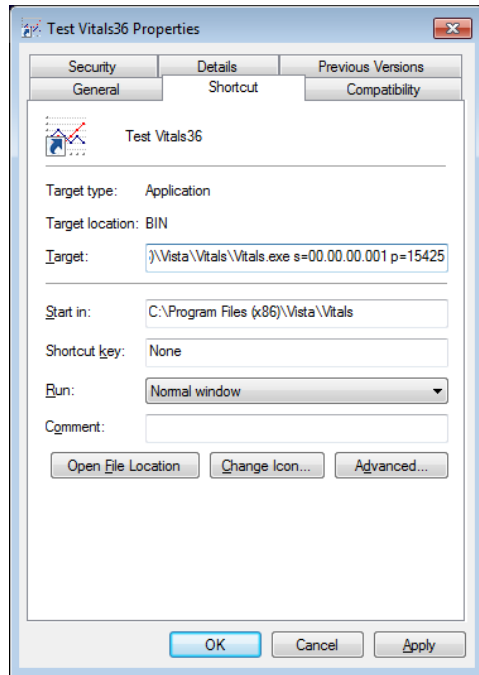 Test Vitals36 Properties
Security Details Previous Versions
General Shortcut Compatibility
Test Vitals36
Target type: Application
Target location: BIN
Target: :)\Vista\Vitals\Vitals.exe s=00.00.00.001 p=15425
Start in: C:\Program Files (x86)\Vista\Vitals
Shortcut key: None
Run: Normal window
Comment:
Open File Location Change Icon... Advanced...
OK Cancel Apply